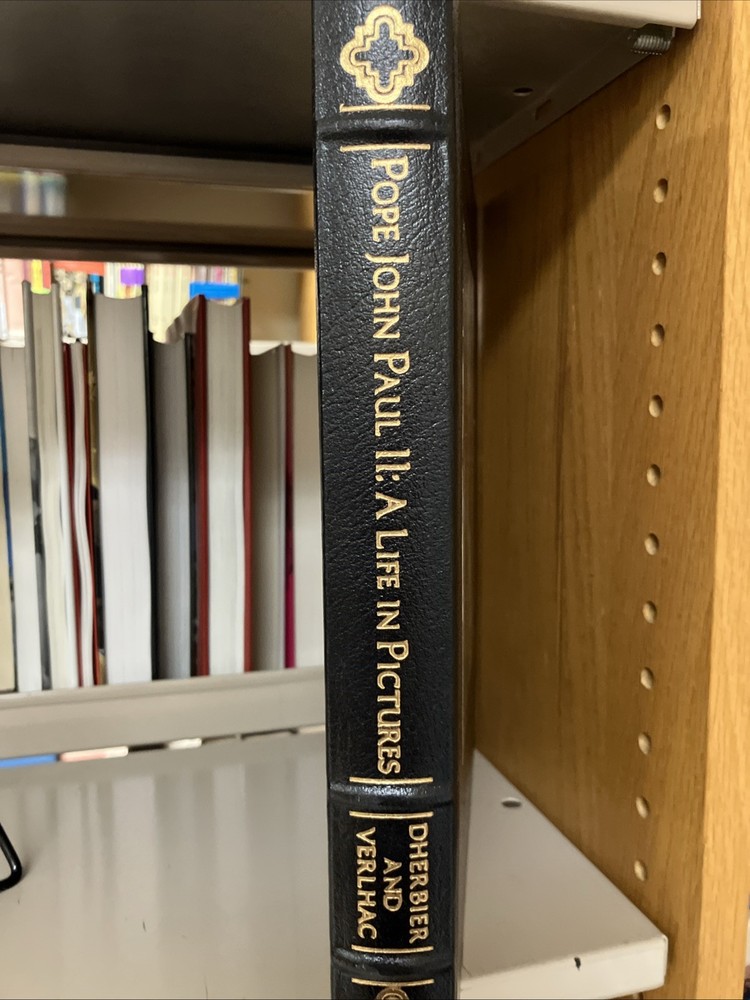 POPE JOHN PAUL II: A LIFE IN PICTURES
DHERBIER
AND
VERLHAC